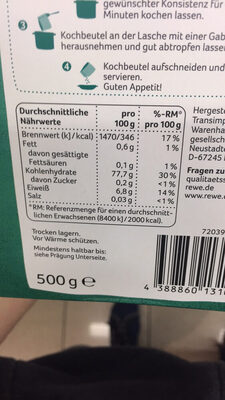 gewünschter Konsistenz für
Minuten kochen lassen.
3
Kochbeutel an der Lasche mit einer Gab
herausnehmen und gut abtropfen lasse
4 Kochbeutel aufschneiden und
servieren.
Guten Appetit!
Durchschnittliche Nährwerte pro 100 g %-RM* pro 100 g
Brennwert (kJ/kcal) 1470/346 17 %
Fett 0,6 g 1 %
davon gesättigte
Fettsäuren 0,1 g 1 %
Kohlenhydrate 77,7 g 30 %
davon Zucker 0,2 g <1 %
Eiweiß 6,8 g 14 %
Salz 0,03 g <1 %
*RM: Referenzmenge für einen durchschnitt-
lichen Erwachsenen (8400 kJ/2000 kcal).
Trocken lagern.
Vor Wärme schützen.
Mindestens haltbar bis:
siehe Prägung Unterseite.
500 g e
Hergeste
Transimp
Warenha
gesellsch
Neustadt
D-67245
Fragen zu
qualitaets
rewe.de
www.rewe
72039
4 388860 131